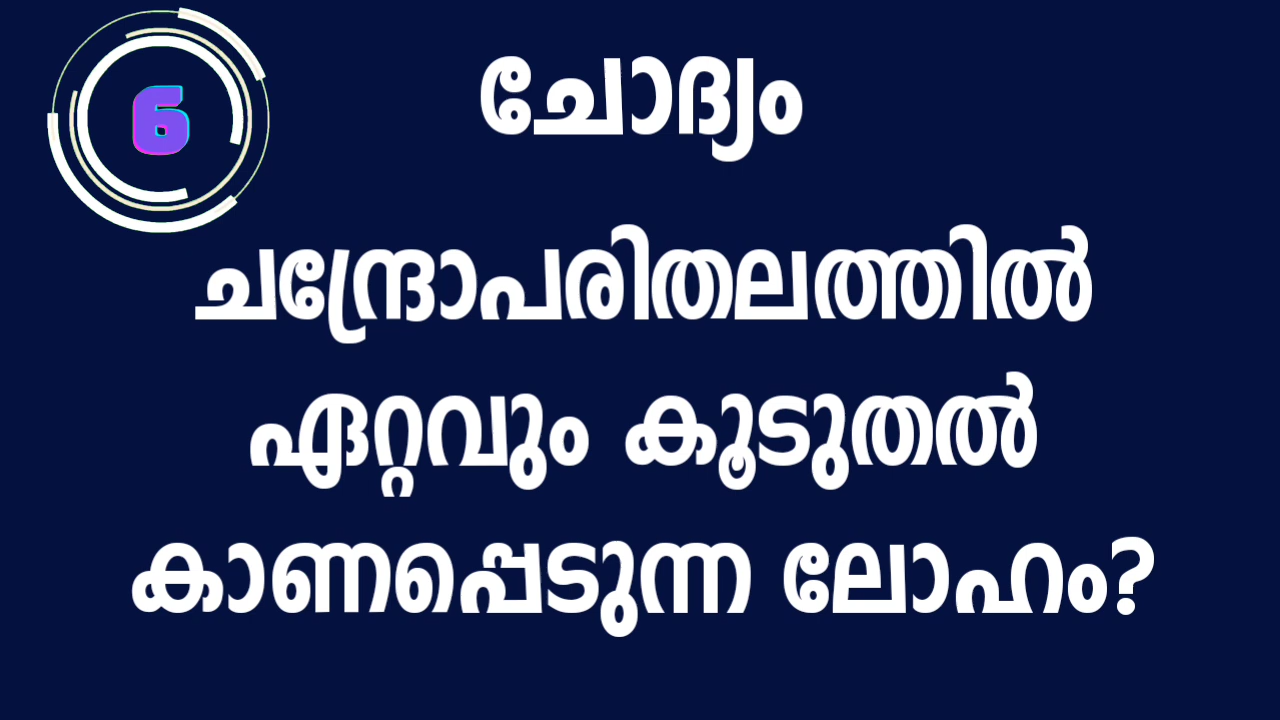 6
ചോദ്യം
ചന്ദ്രോപരിതലത്തിൽ
ഏറ്റവും കൂടുതൽ
കാണപ്പെടുന്ന ലോഹം?